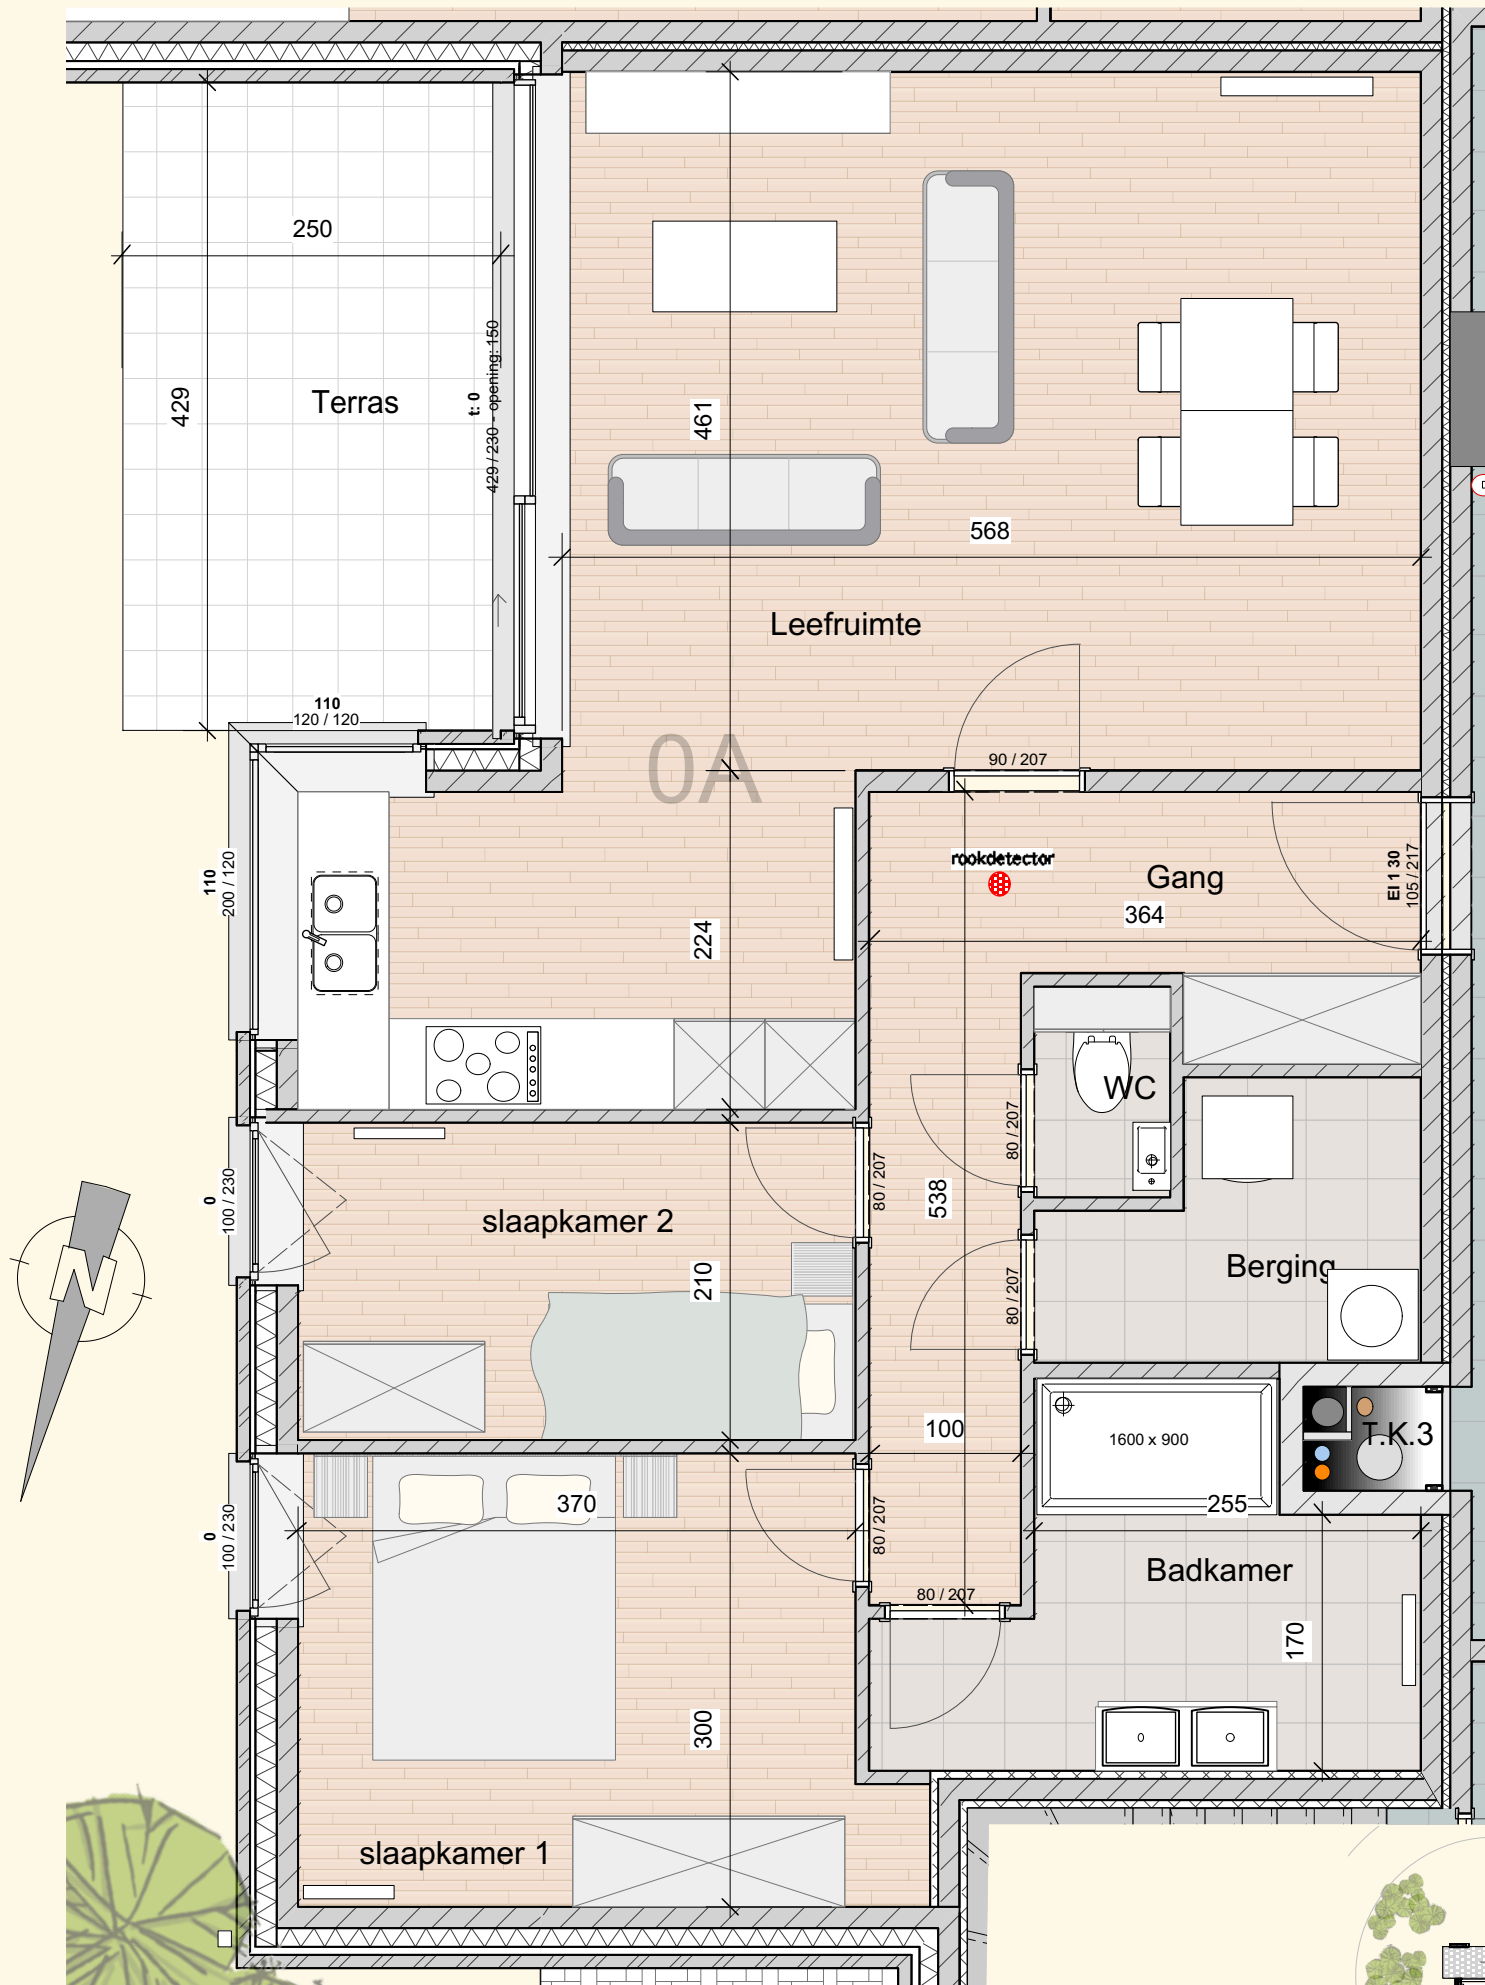 250
429
Terras
t: 0
429 / 230 - opening: 150
461
568
Leefruimte
110
120 / 120
0A
90 / 207
110
200 / 120
rookdetector
Gang
364
EI 1 30
105 / 217
224
WC
80 / 207
0
100 / 230
slaapkamer 2
80 / 207
538
210
Berging
80 / 207
N
100
1600 x 900
T.K.3
0
100 / 230
370
80 / 207
255
Badkamer
80 / 207
170
300
slaapkamer 1